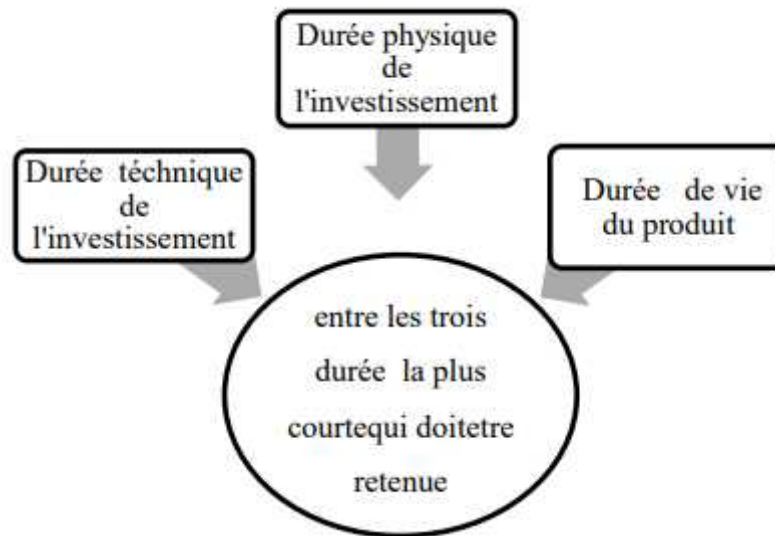 Durée physique
de
l'investissement
Durée téchnique
de
l'investissement
Durée de vie
du produit
entre les trois
durée la plus
courtequi doitetre
retenue